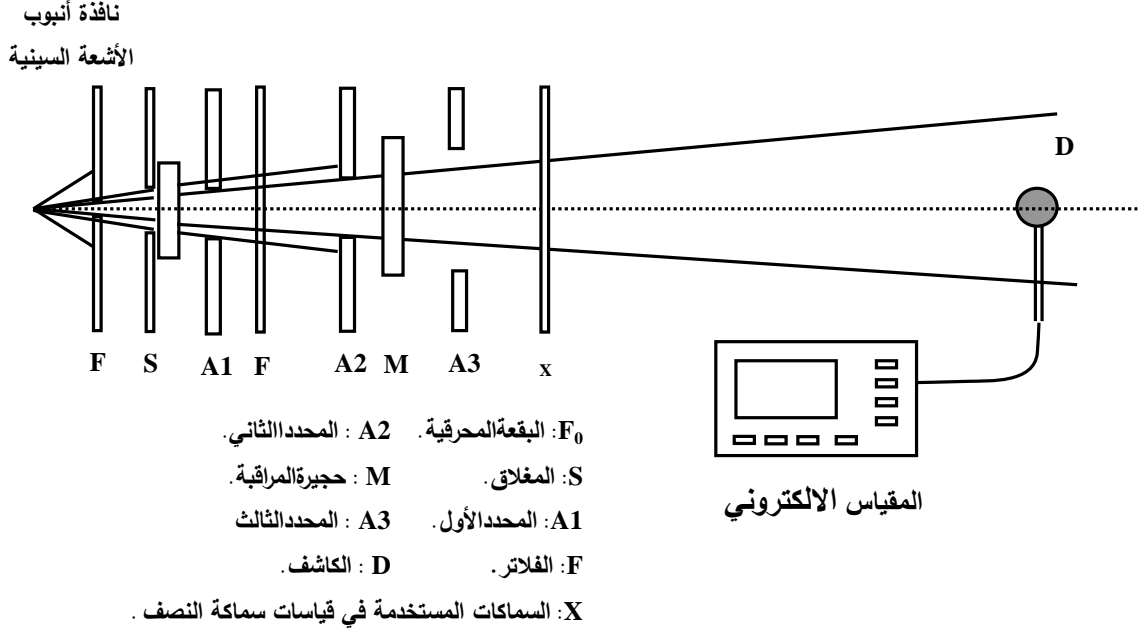 نافذة أنبوب
الأشعة السينية
D
F S A1 F A2 M A3 x
F₀: البقعةالمحرقية. A2 : المحدداالثاني.
S: المغلاق. M : حجيرةالمراقبة.
A1: المحددالأول. A3 : المحددالثالث
F: الفلاتر. D : الكاشف.
X: السماكات المستخدمة في قياسات سماكة النصف .
المقياس الالكتروني